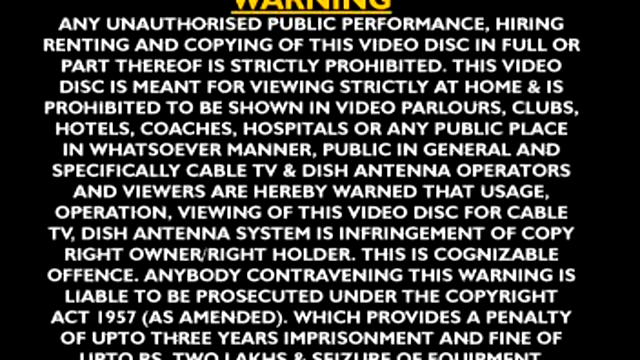 WARNING
ANY UNAUTHORISED PUBLIC PERFORMANCE, HIRING
RENTING AND COPYING OF THIS VIDEO DISC IN FULL OR
PART THEREOF IS STRICTLY PROHIBITED. THIS VIDEO
DISC IS MEANT FOR VIEWING STRICTLY AT HOME & IS
PROHIBITED TO BE SHOWN IN VIDEO PARLOURS, CLUBS,
HOTELS, COACHES, HOSPITALS OR ANY PUBLIC PLACE
IN WHATSOEVER MANNER, PUBLIC IN GENERAL AND
SPECIFICALLY CABLE TV & DISH ANTENNA OPERATORS
AND VIEWERS ARE HEREBY WARNED THAT USAGE,
OPERATION, VIEWING OF THIS VIDEO DISC FOR CABLE
TV, DISH ANTENNA SYSTEM IS INFRINGEMENT OF COPY
RIGHT OWNER/RIGHT HOLDER. THIS IS COGNIZABLE
OFFENCE. ANYBODY CONTRAVENING THIS WARNING IS
LIABLE TO BE PROSECUTED UNDER THE COPYRIGHT
ACT 1957 (AS AMENDED). WHICH PROVIDES A PENALTY
OF UPTO THREE YEARS IMPRISONMENT AND FINE OF
UPTO RS. TWO LAKHS & SEIZURE OF EQUIPMENT